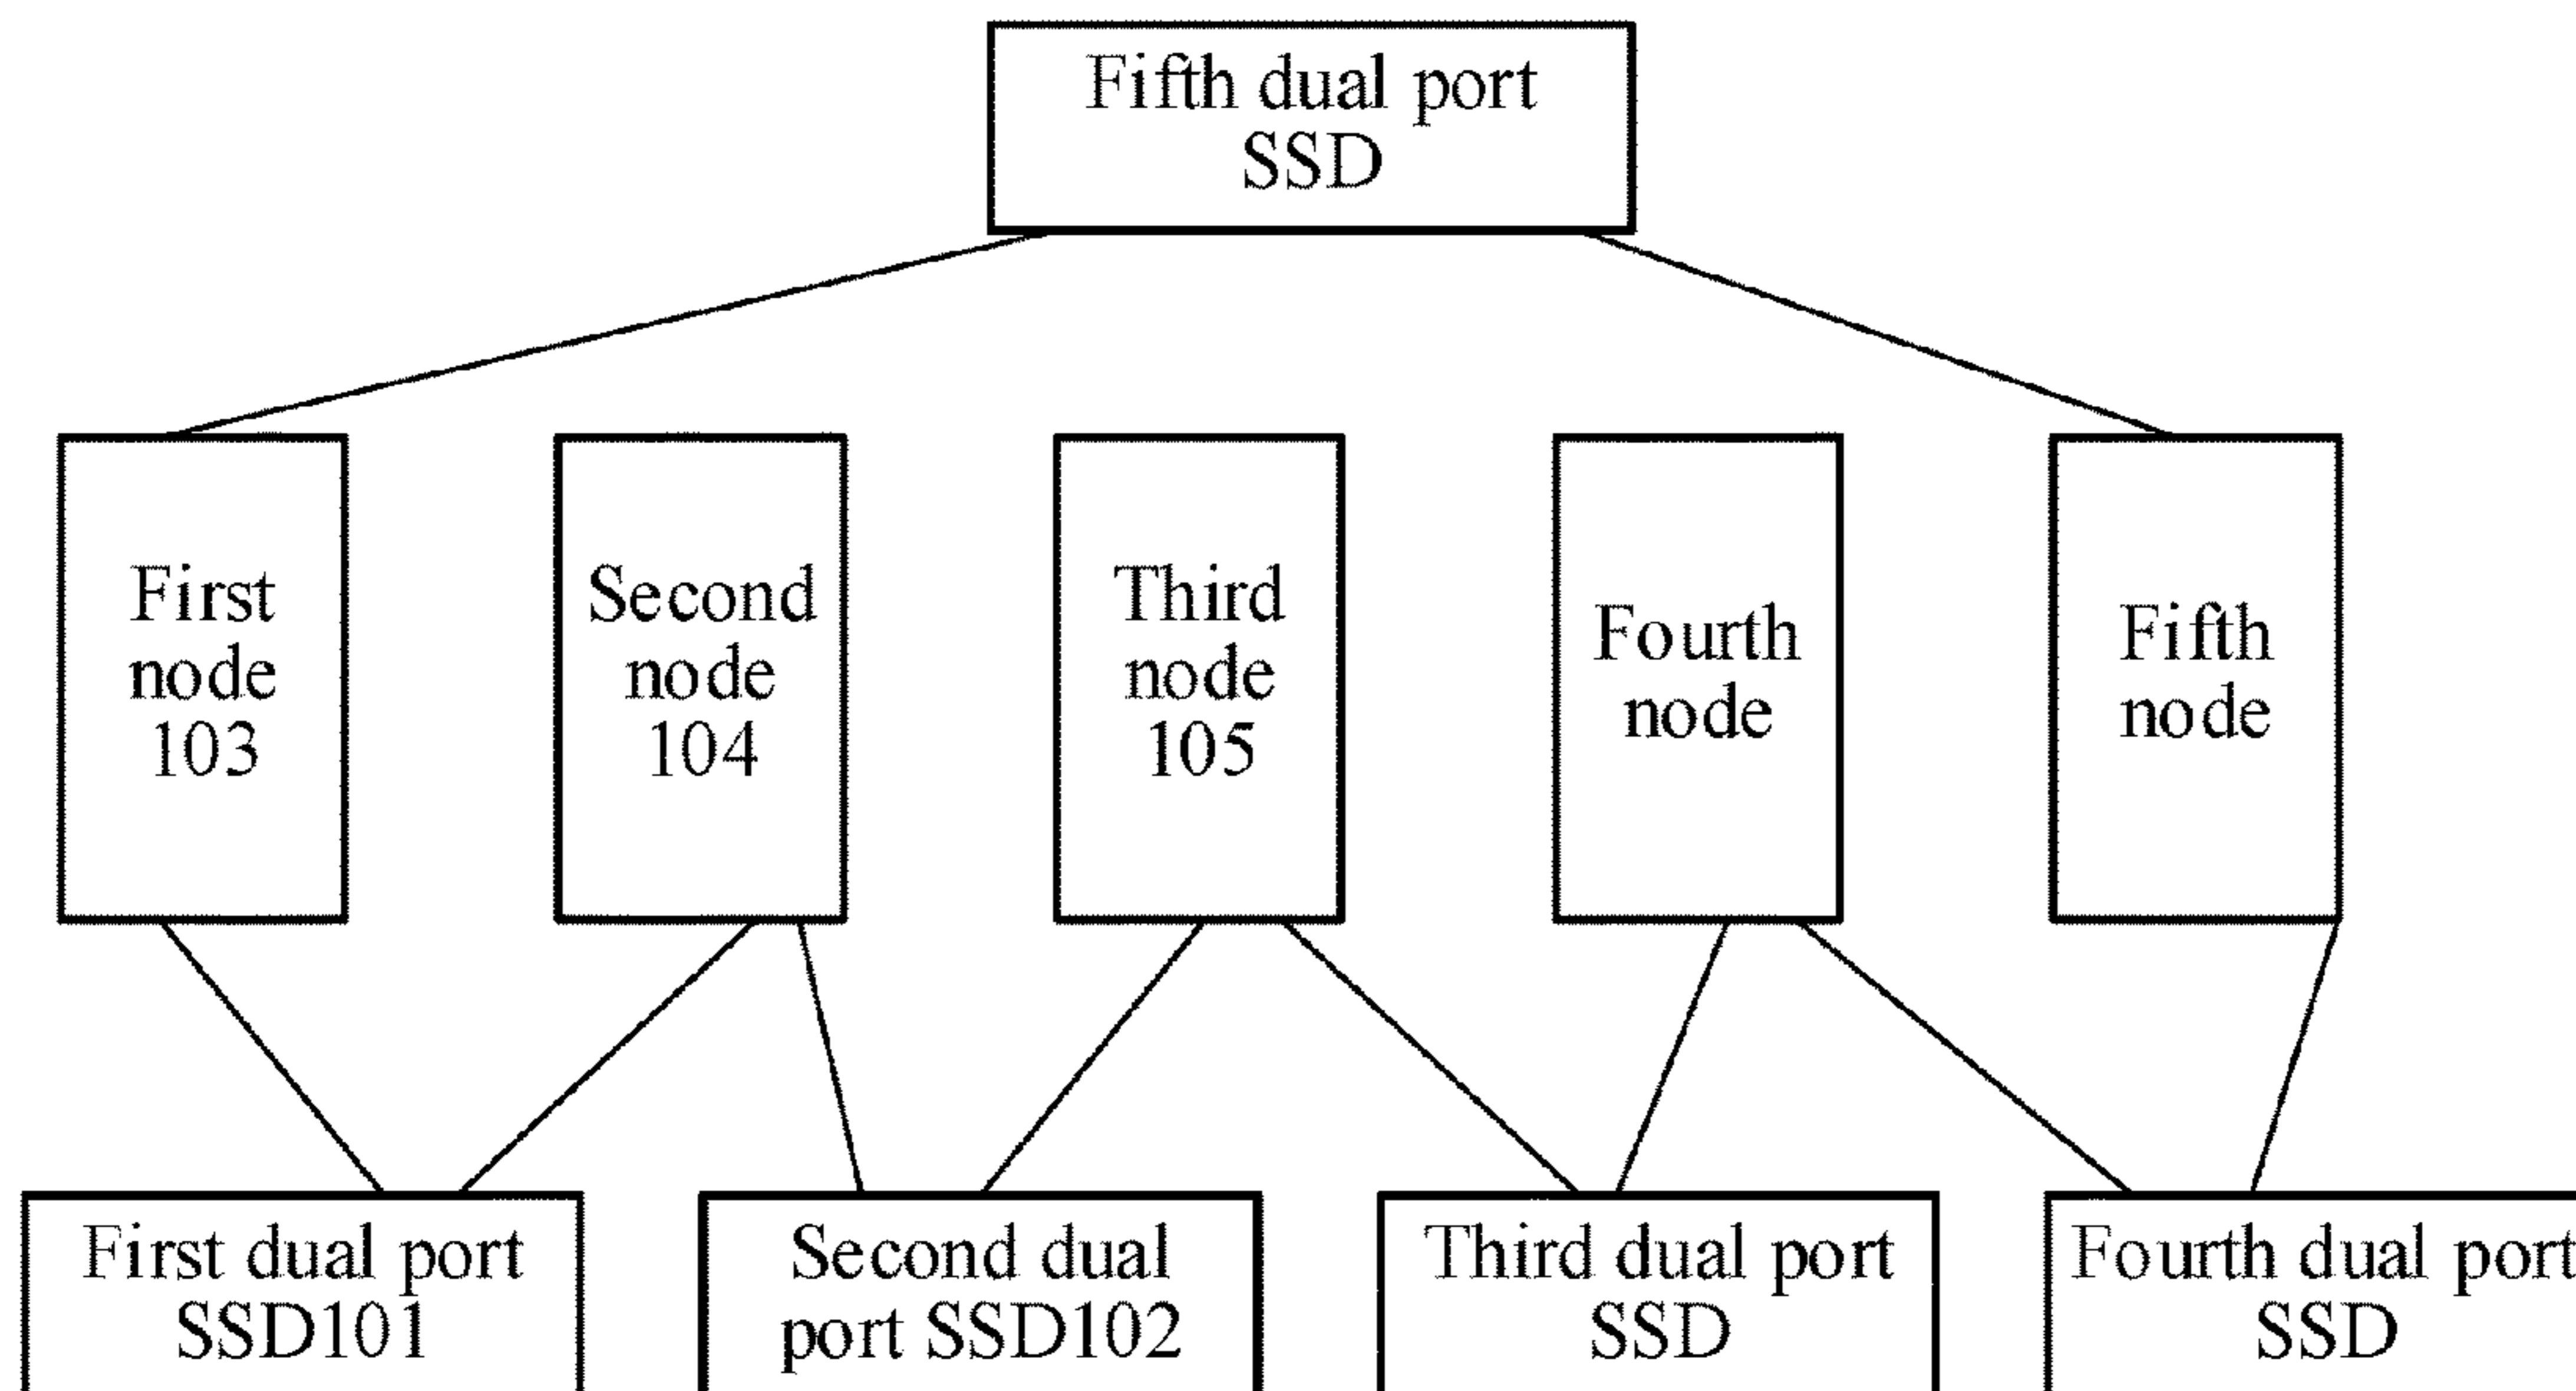 Fifth dual port
SSD
First
node
103
Second
node
104
Third
node
105
Fourth
node
Fifth
node
First dual port
SSD101
Second dual
port SSD102
Third dual port
SSD
Fourth dual port
SSD